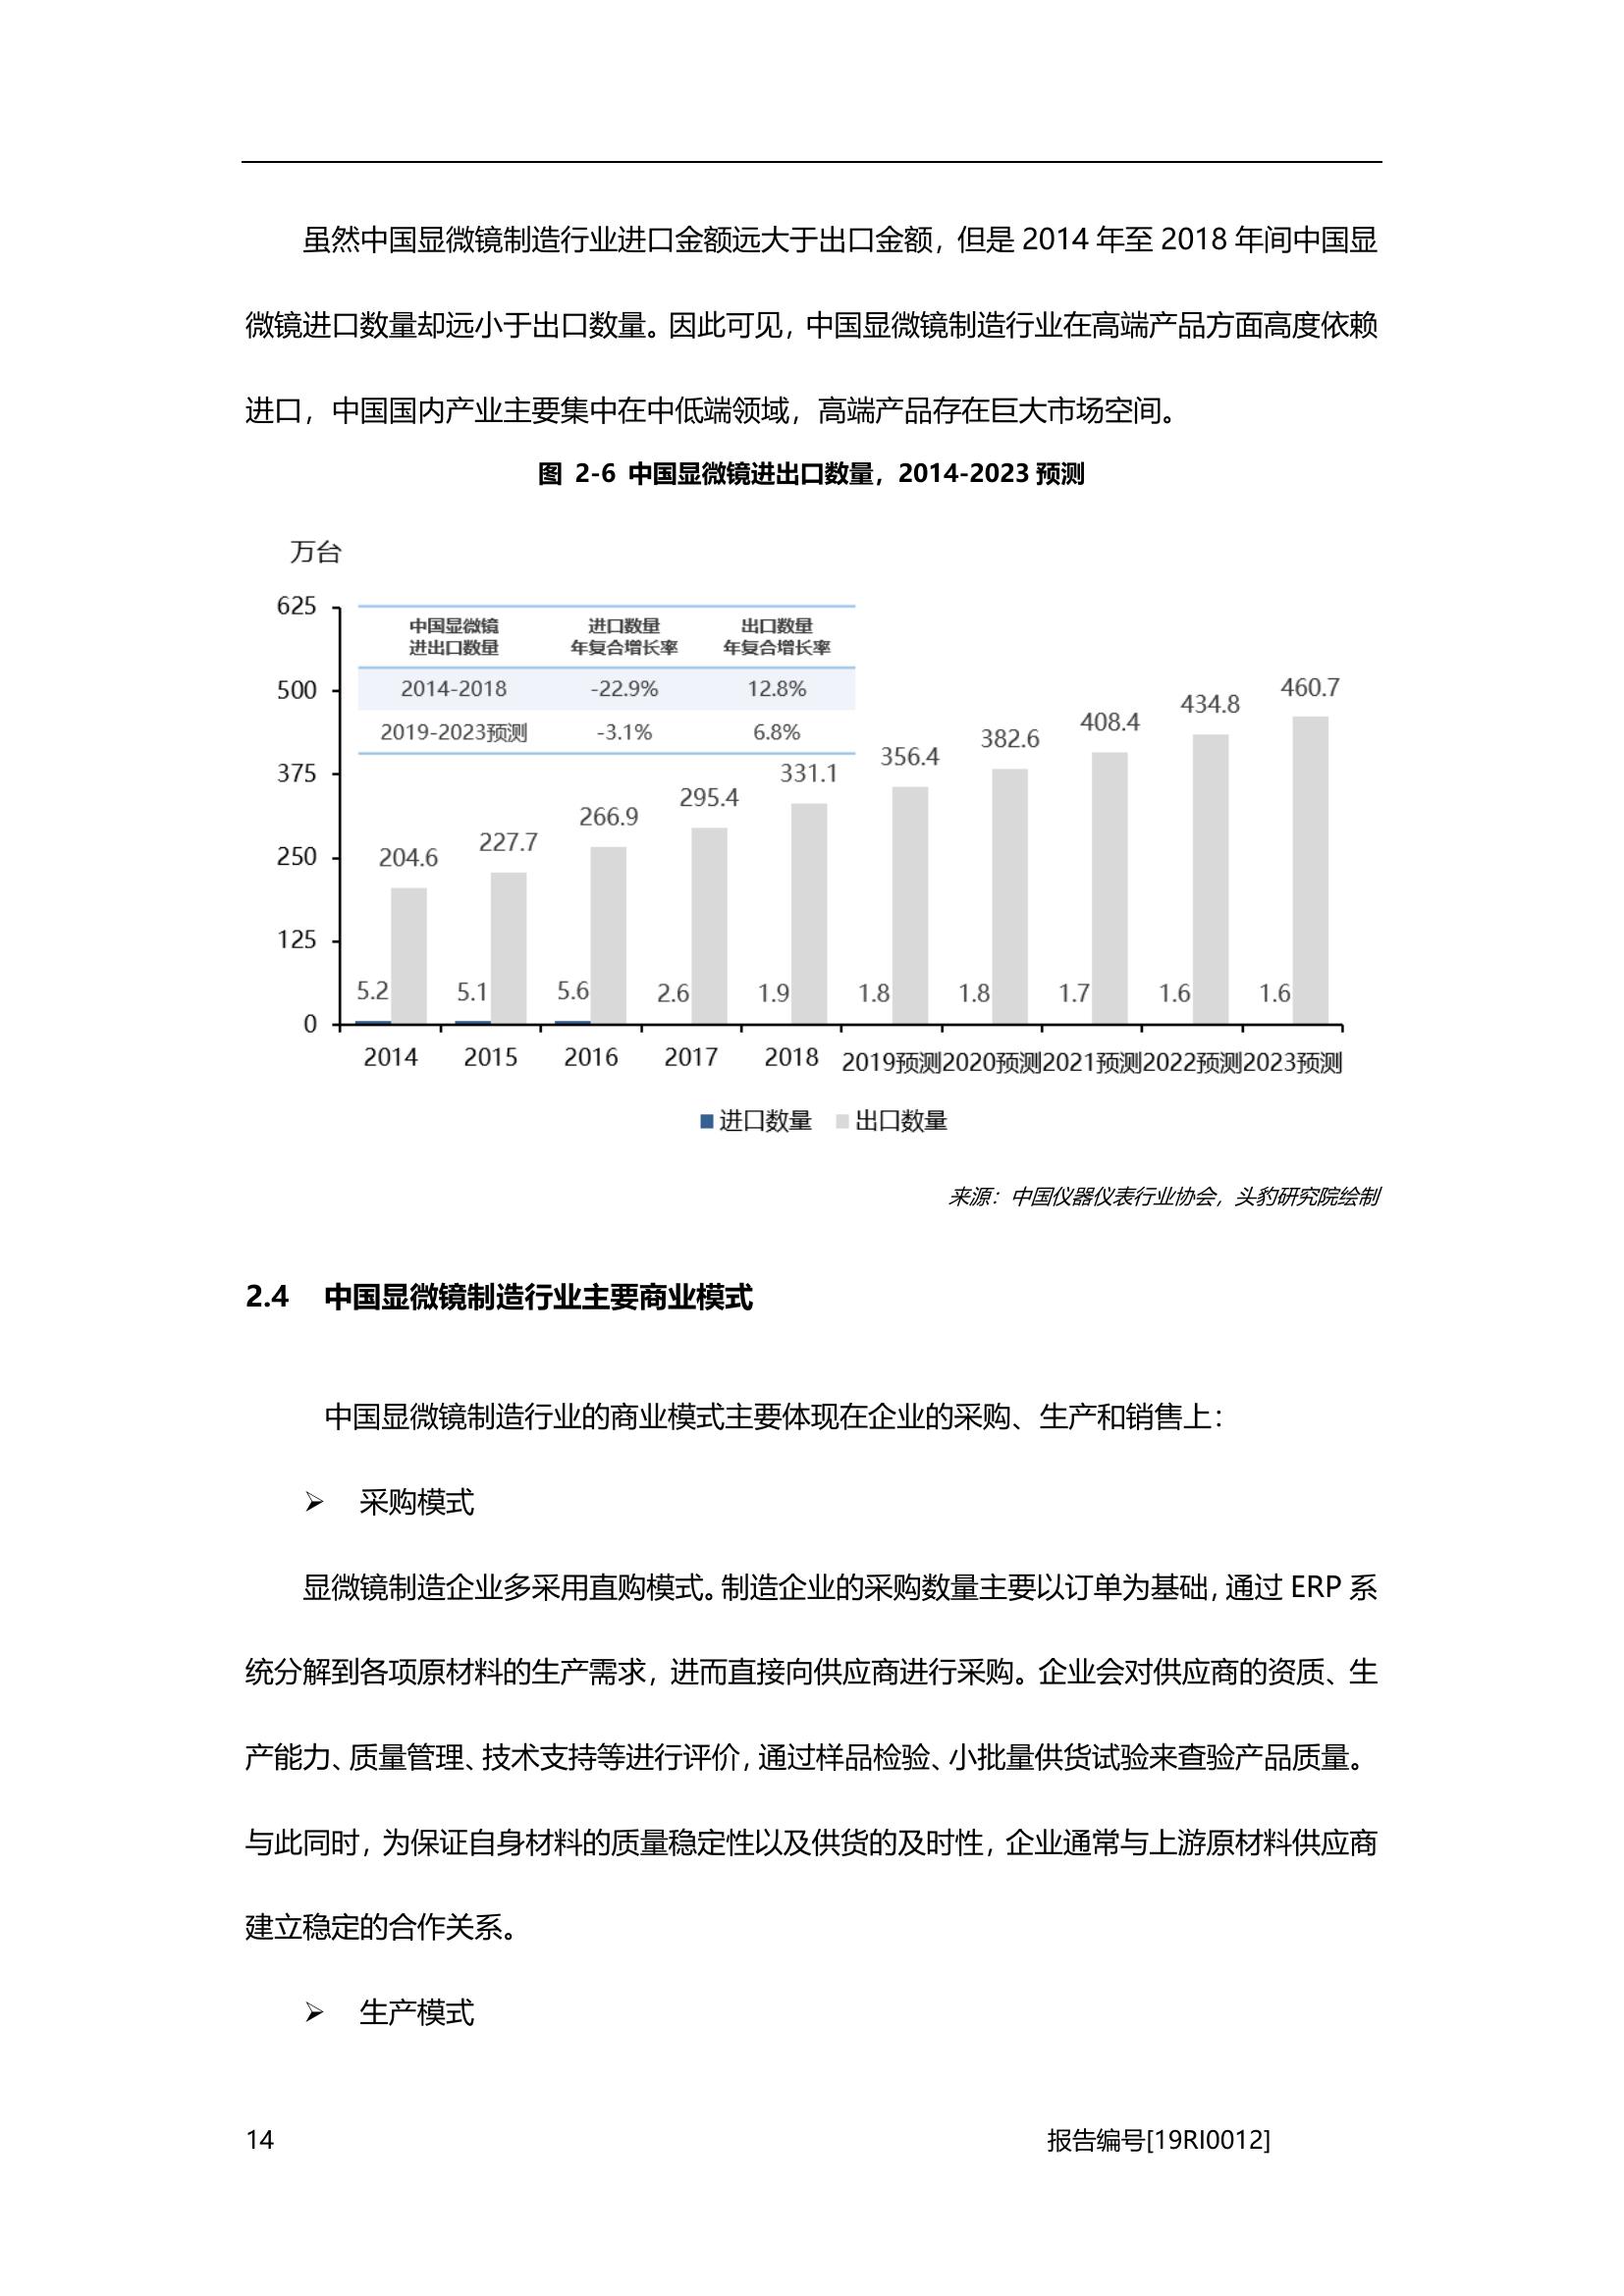 虽然中国显微镜制造行业进口金额远大于出口金额，但是 2014 年至 2018 年间中国显
微镜进口数量却远小于出口数量。因此可见，中国显微镜制造行业在高端产品方面高度依赖
进口，中国国内产业主要集中在中低端领域，高端产品存在巨大市场空间。
图 2-6 中国显微镜进出口数量，2014-2023 预测
万台
625
500
375
250
125
0
中国显微镜 进口数量 出口数量
进出口数量 年复合增长率 年复合增长率
2014-2018 -22.9% 12.8%
2019-2023预测 -3.1% 6.8%
204.6 227.7 266.9 295.4 331.1 356.4 382.6 408.4 434.8 460.7
5.2 5.1 5.6 2.6 1.9 1.8 1.8 1.7 1.6 1.6
2014 2015 2016 2017 2018 2019预测 2020预测 2021预测 2022预测 2023预测
进口数量 出口数量
来源：中国仪器仪表行业协会，头豹研究院绘制
2.4 中国显微镜制造行业主要商业模式
中国显微镜制造行业的商业模式主要体现在企业的采购、生产和销售上：
➢ 采购模式
显微镜制造企业多采用直购模式。制造企业的采购数量主要以订单为基础，通过 ERP 系
统分解到各项原材料的生产需求，进而直接向供应商进行采购。企业会对供应商的资质、生
产能力、质量管理、技术支持等进行评价，通过样品检验、小批量供货试验来查验产品质量。
与此同时，为保证自身材料的质量稳定性以及供货的及时性，企业通常与上游原材料供应商
建立稳定的合作关系。
➢ 生产模式
14 报告编号[19RI0012]